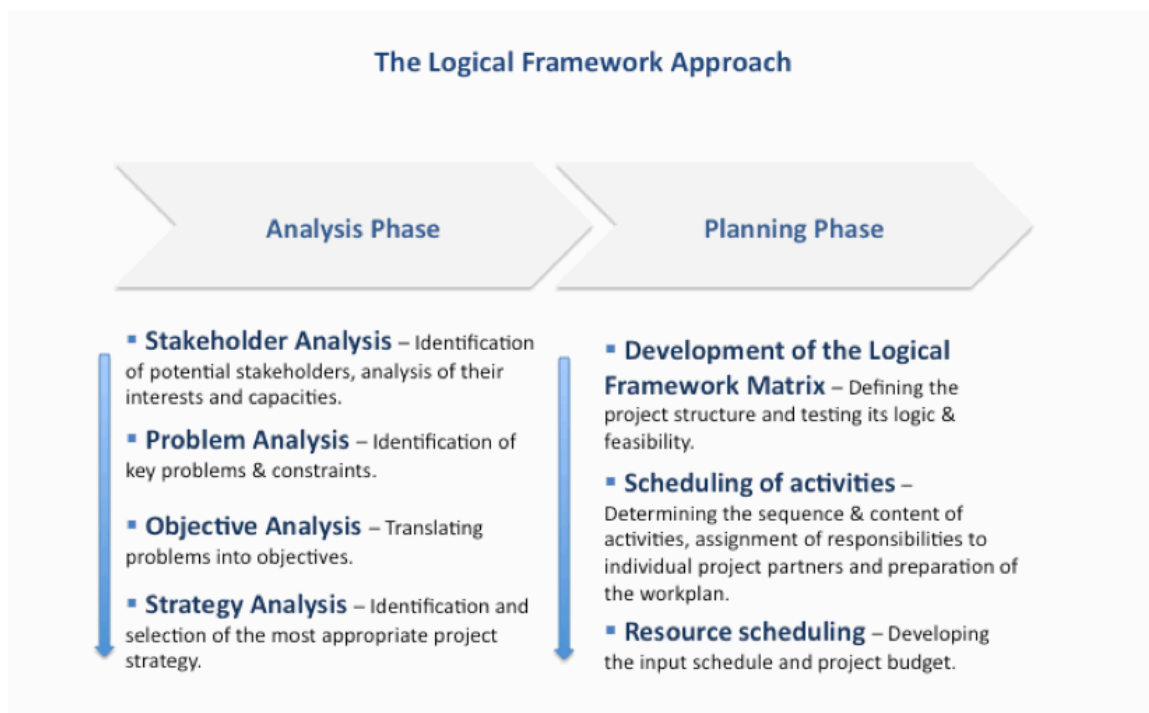 The Logical Framework Approach
Analysis Phase
Planning Phase
▪ Stakeholder Analysis – Identification
of potential stakeholders, analysis of their
interests and capacities.
▪ Problem Analysis – Identification of
key problems & constraints.
▪ Objective Analysis – Translating
problems into objectives.
▪ Strategy Analysis – Identification and
selection of the most appropriate project
strategy.
▪ Development of the Logical
Framework Matrix – Defining the
project structure and testing its logic &
feasibility.
▪ Scheduling of activities –
Determining the sequence & content of
activities, assignment of responsibilities to
individual project partners and preparation of
the workplan.
▪ Resource scheduling – Developing
the input schedule and project budget.